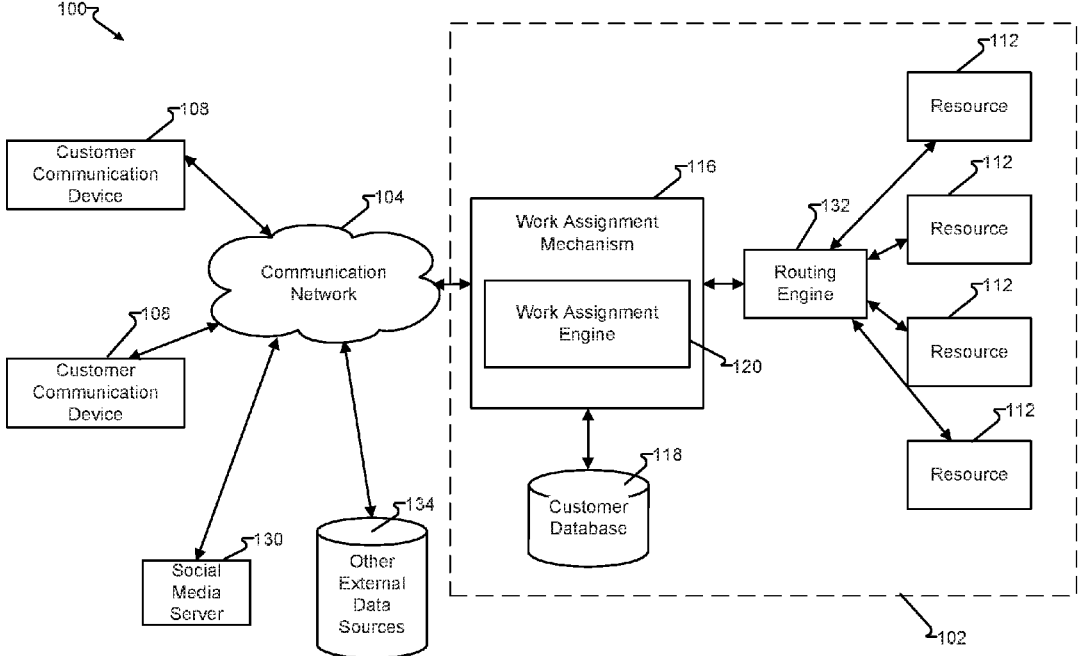 100
108
Customer
Communication
Device
104
Communication
Network
108
Customer
Communication
Device
130
Social
Media
Server
134
Other
External
Data
Sources
116
Work Assignment
Mechanism
Work Assignment
Engine
120
118
Customer
Database
132
Routing
Engine
112
Resource
112
Resource
112
Resource
112
Resource
102